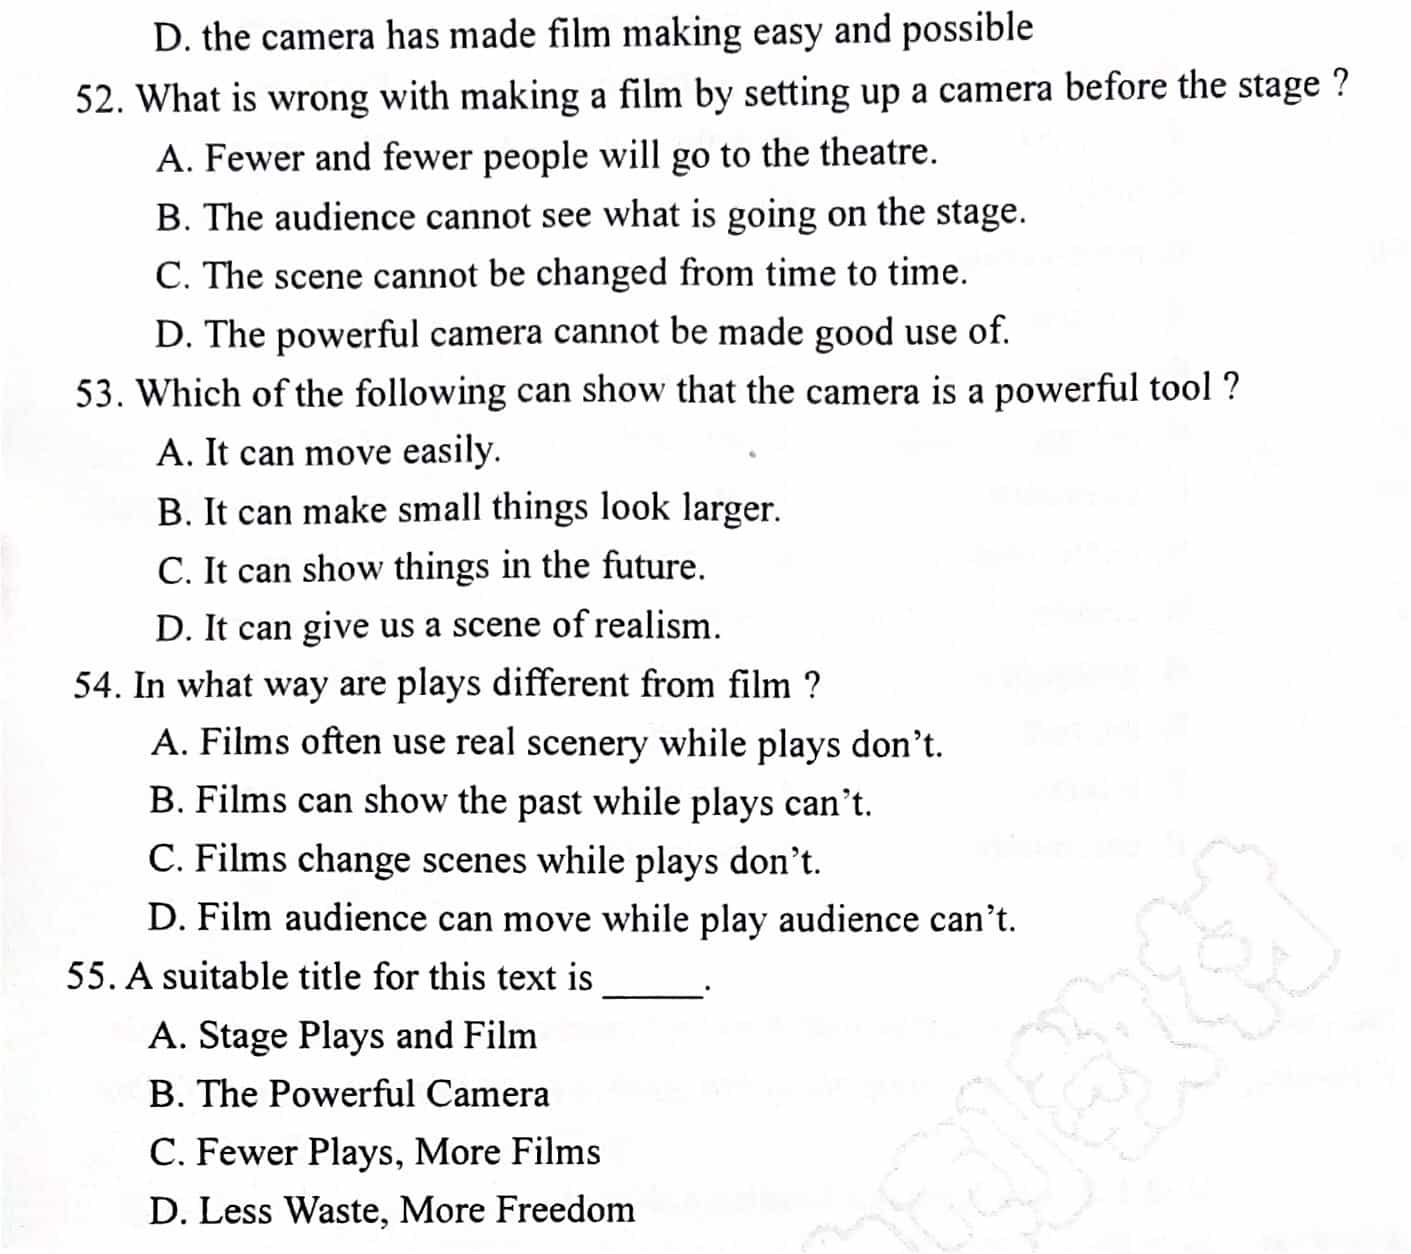 D. the camera has made film making easy and possible
52. What is wrong with making a film by setting up a camera before the stage ?
A. Fewer and fewer people will go to the theatre.
B. The audience cannot see what is going on the stage.
C. The scene cannot be changed from time to time.
D. The powerful camera cannot be made good use of.
53. Which of the following can show that the camera is a powerful tool ?
A. It can move easily.
B. It can make small things look larger.
C. It can show things in the future.
D. It can give us a scene of realism.
54. In what way are plays different from film ?
A. Films often use real scenery while plays don't.
B. Films can show the past while plays can't.
C. Films change scenes while plays don't.
D. Film audience can move while play audience can't.
55. A suitable title for this text is _____.
A. Stage Plays and Film
B. The Powerful Camera
C. Fewer Plays, More Films
D. Less Waste, More Freedom